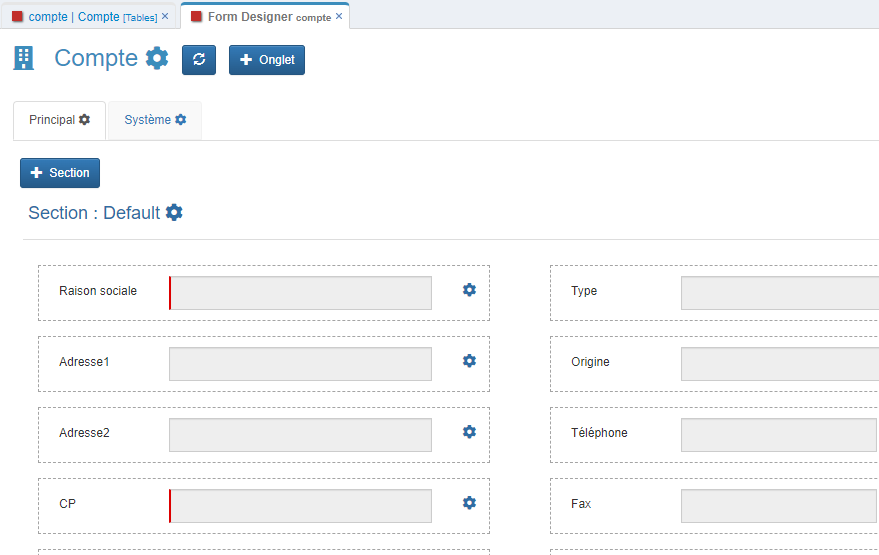 compte | Compte [Tables] × Form Designer compte ×
Compte + Onglet
Principal Système
+ Section
Section : Default
Raison sociale Type
Adresse1 Origine
Adresse2 Téléphone
CP Fax